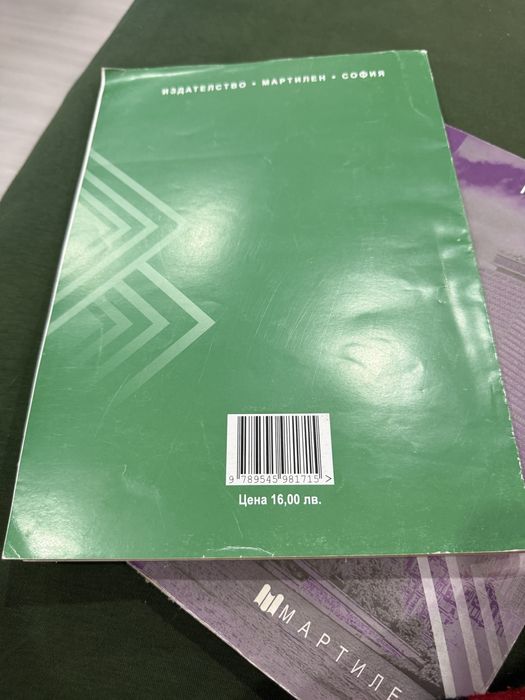 ИЗДАТЕЛСТВО • МАРТИЛЕН • СОФИЯ
9 789545 981715 >
Цена 16,00 лв.
МАРТИЛЕ